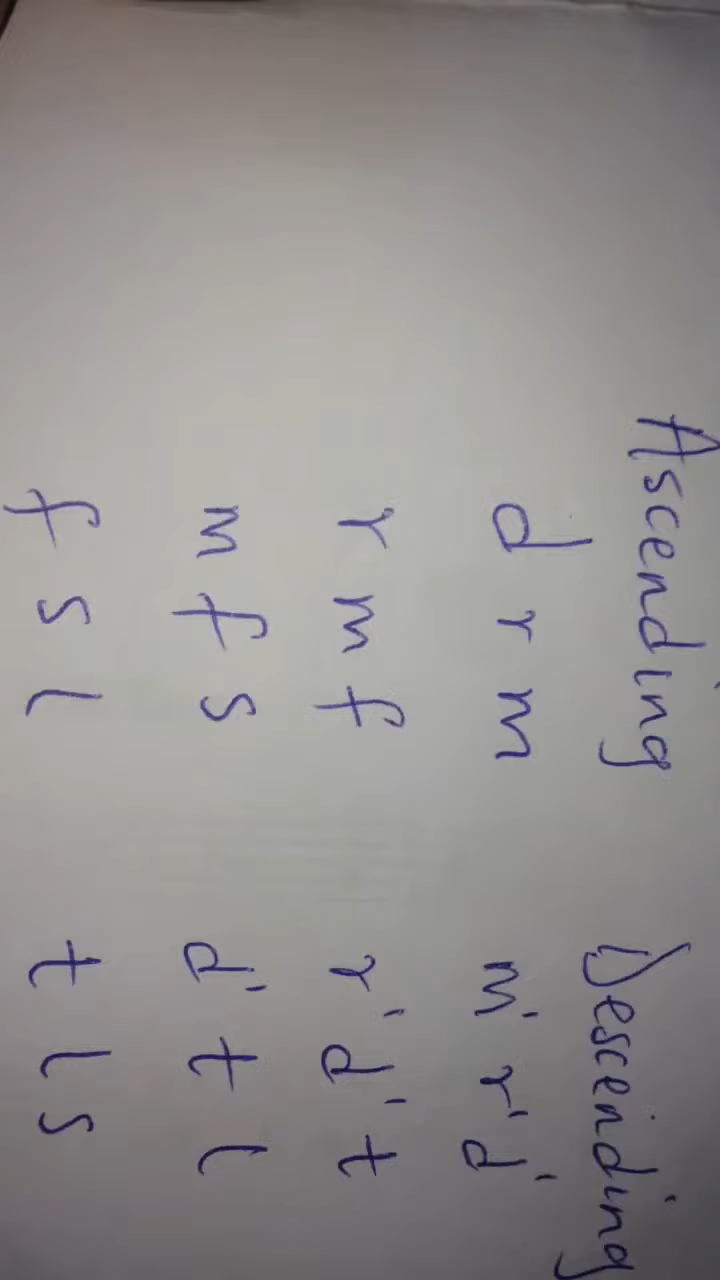 Ascending Descending
d r m m' r' d'
r m f r' d' t
m f s d' t l
f s l t l s